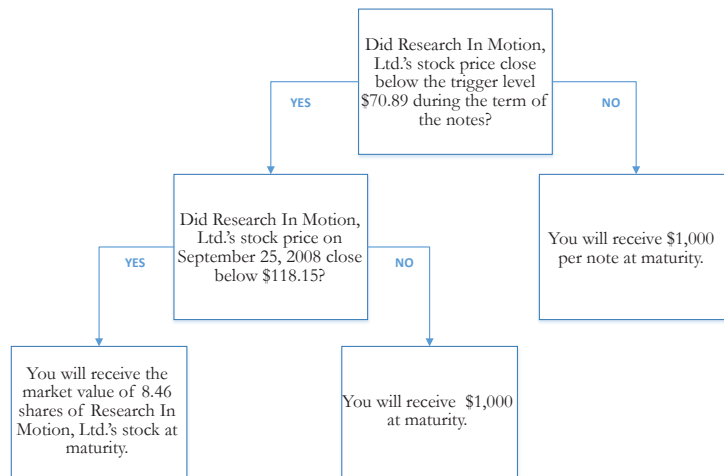 Did Research In Motion,
Ltd.'s stock price close
below the trigger level
$70.89 during the term of
the notes?
YES
NO
Did Research In Motion,
Ltd.'s stock price on
September 25, 2008 close
below $118.15?
You will receive $1,000
per note at maturity.
YES
NO
You will receive the
market value of 8.46
shares of Research In
Motion, Ltd.'s stock at
maturity.
You will receive $1,000
at maturity.